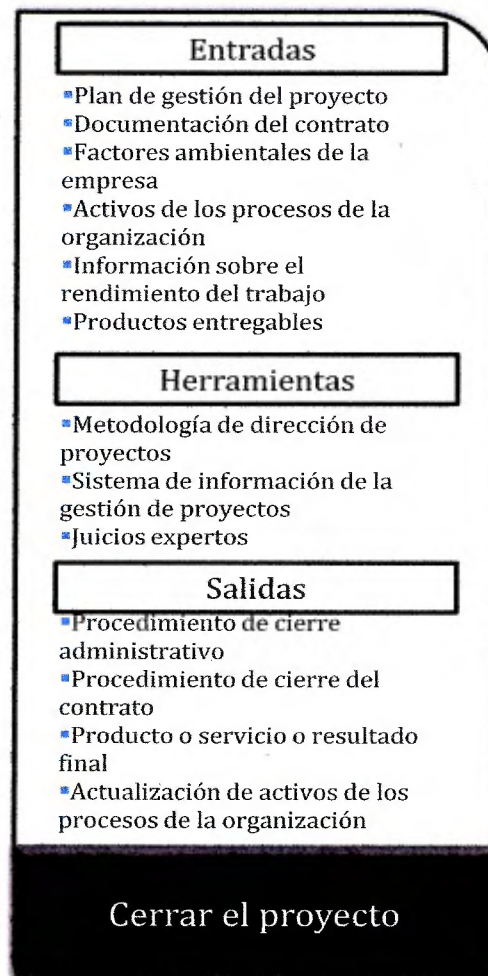 Entradas
▪Plan de gestión del proyecto
▪Documentación del contrato
▪Factores ambientales de la
empresa
▪Activos de los procesos de la
organización
▪Información sobre el
rendimiento del trabajo
▪Productos entregables
Herramientas
▪Metodología de dirección de
proyectos
▪Sistema de información de la
gestión de proyectos
▪Juicios expertos
Salidas
▪Procedimiento de cierre
administrativo
▪Procedimiento de cierre del
contrato
▪Producto o servicio o resultado
final
▪Actualización de activos de los
procesos de la organización
Cerrar el proyecto